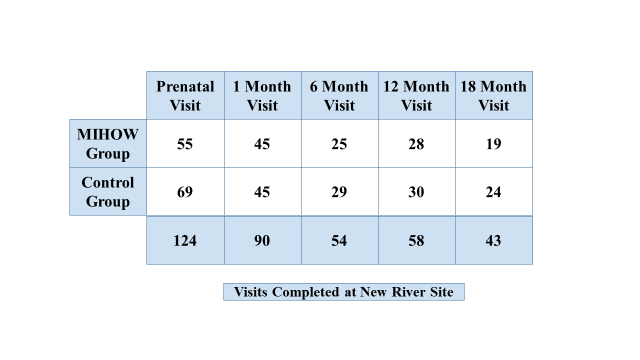 Prenatal Visit 1 Month Visit 6 Month Visit 12 Month Visit 18 Month Visit
MIHOW Group 55 45 25 28 19
Control Group 69 45 29 30 24
124 90 54 58 43
Visits Completed at New River Site